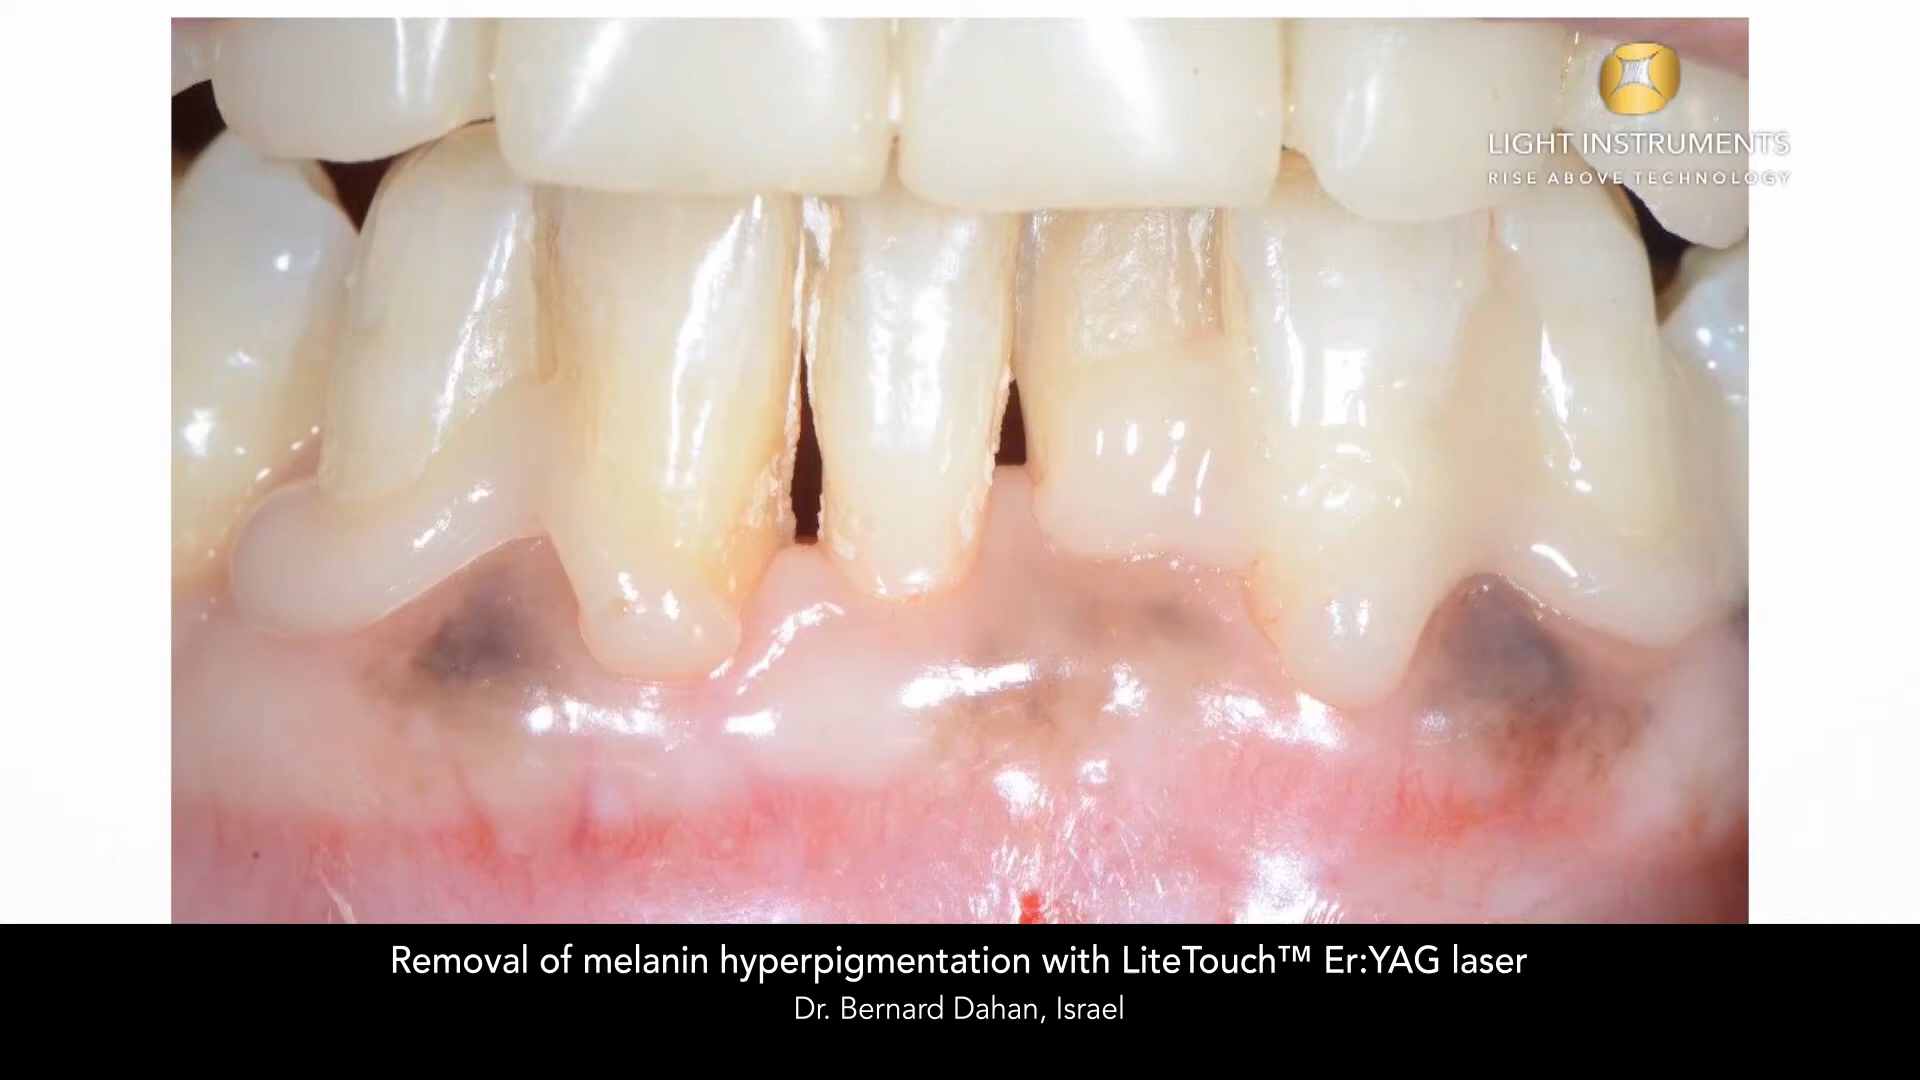 LIGHT INSTRUMENTS
RISE ABOVE TECHNOLOGY
Removal of melanin hyperpigmentation with LiteTouch™ Er:YAG laser
Dr. Bernard Dahan, Israel